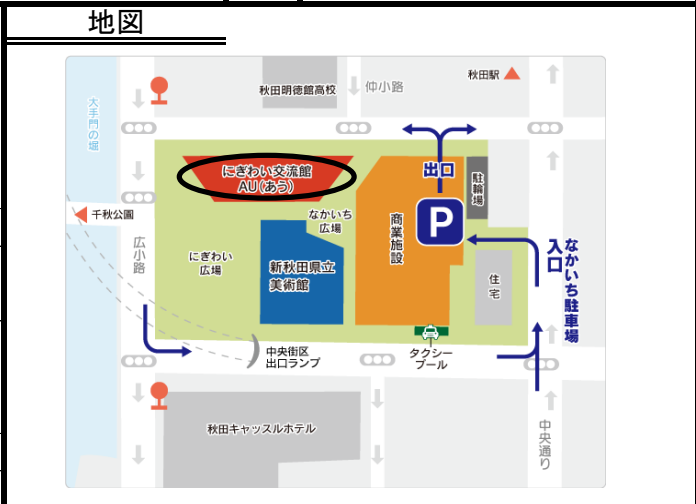 地図
秋田駅
秋田明徳館高校
仲小路
大手門の堀
にぎわい交流館
AU(あう)
出口
駐輪場
千秋公園
なかいち
広場
商業施設
P
広小路
にぎわい
広場
新秋田県立
美術館
住宅
なかいち駐車場
入口
中央街区
出口ランプ
タクシー
プール
秋田キャッスルホテル
中央通り